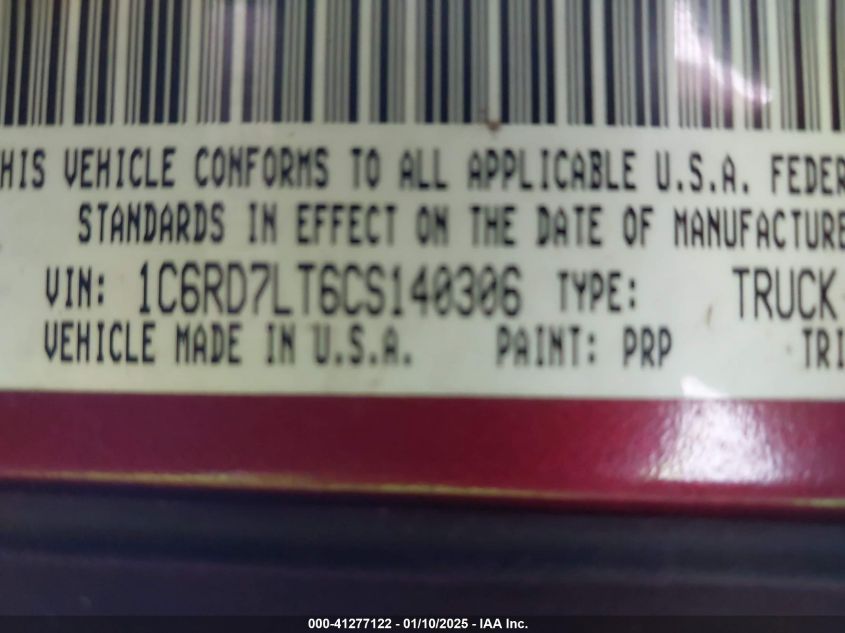 HIS VEHICLE CONFORMS TO ALL APPLICABLE U.S.A. FEDER
STANDARDS IN EFFECT ON THE DATE OF MANUFACTURE
VIN: 1C6RD7LT6CS140306 TYPE: TRUCK
VEHICLE MADE IN U.S.A. PAINT: PRP TRI
000-41277122 - 01/10/2025 - IAA Inc.